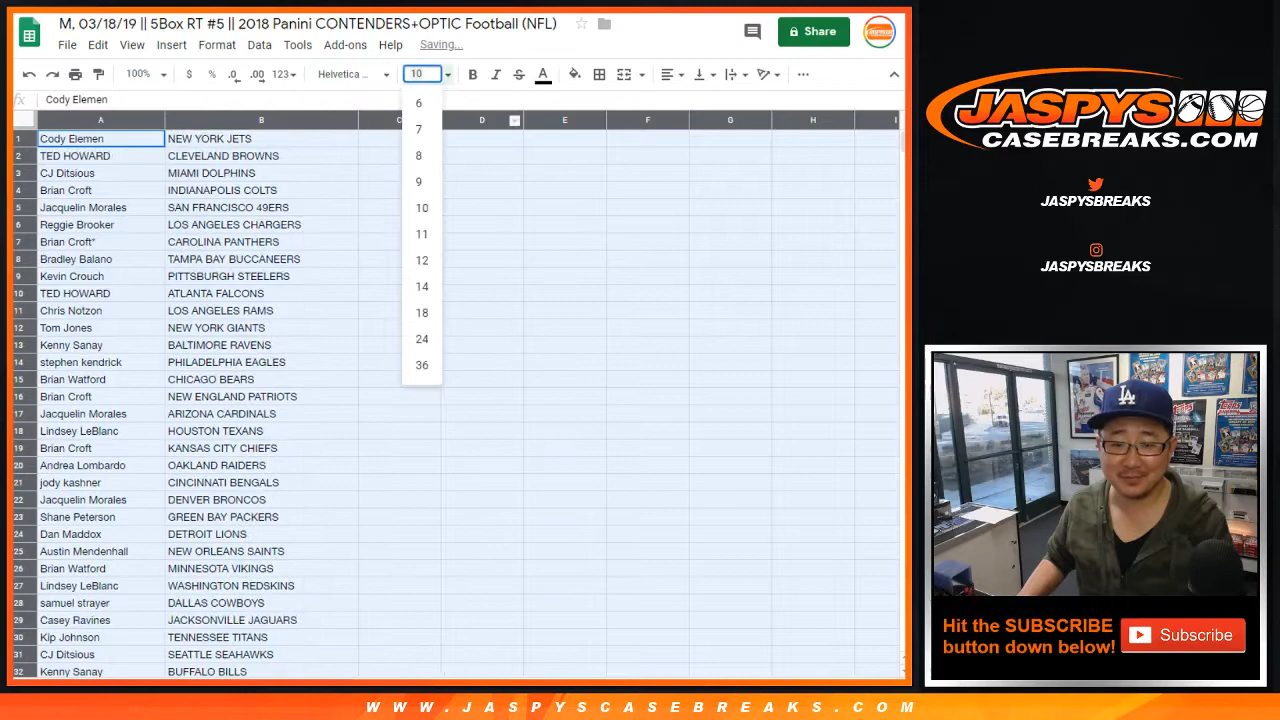 M, 03/18/19 || 5Box RT #5 || 2018 Panini CONTENDERS+OPTIC Football (NFL)
File Edit View Insert Format Data Tools Add-ons Help Saving...
Share
100% $ % .0 .00 123 Helvetica ... 10 B I S A
fx Cody Elemen
A B C D E F G H I
1 Cody Elemen NEW YORK JETS
2 TED HOWARD CLEVELAND BROWNS
3 CJ Ditsious MIAMI DOLPHINS
4 Brian Croft INDIANAPOLIS COLTS
5 Jacquelin Morales SAN FRANCISCO 49ERS
6 Reggie Brooker LOS ANGELES CHARGERS
7 Brian Croft* CAROLINA PANTHERS
8 Bradley Balano TAMPA BAY BUCCANEERS
9 Kevin Crouch PITTSBURGH STEELERS
10 TED HOWARD ATLANTA FALCONS
11 Chris Notzon LOS ANGELES RAMS
12 Tom Jones NEW YORK GIANTS
13 Kenny Sanay BALTIMORE RAVENS
14 stephen kendrick PHILADELPHIA EAGLES
15 Brian Watford CHICAGO BEARS
16 Brian Croft NEW ENGLAND PATRIOTS
17 Jacquelin Morales ARIZONA CARDINALS
18 Lindsey LeBlanc HOUSTON TEXANS
19 Brian Croft KANSAS CITY CHIEFS
20 Andrea Lombardo OAKLAND RAIDERS
21 jody kashner CINCINNATI BENGALS
22 Jacquelin Morales DENVER BRONCOS
23 Shane Peterson GREEN BAY PACKERS
24 Dan Maddox DETROIT LIONS
25 Austin Mendenhall NEW ORLEANS SAINTS
26 Brian Watford MINNESOTA VIKINGS
27 Lindsey LeBlanc WASHINGTON REDSKINS
28 samuel strayer DALLAS COWBOYS
29 Casey Ravines JACKSONVILLE JAGUARS
30 Kip Johnson TENNESSEE TITANS
31 CJ Ditsious SEATTLE SEAHAWKS
32 Kenny Sanay BUFFALO BILLS
6
7
8
9
10
11
12
14
18
24
36
JASPYS
CASEBREAKS.COM
JASPYSBREAKS
JASPYSBREAKS
LA
Topps
Hit the SUBSCRIBE
button down below!
Subscribe
WWW.JASPYSCASEBREAKS.COM